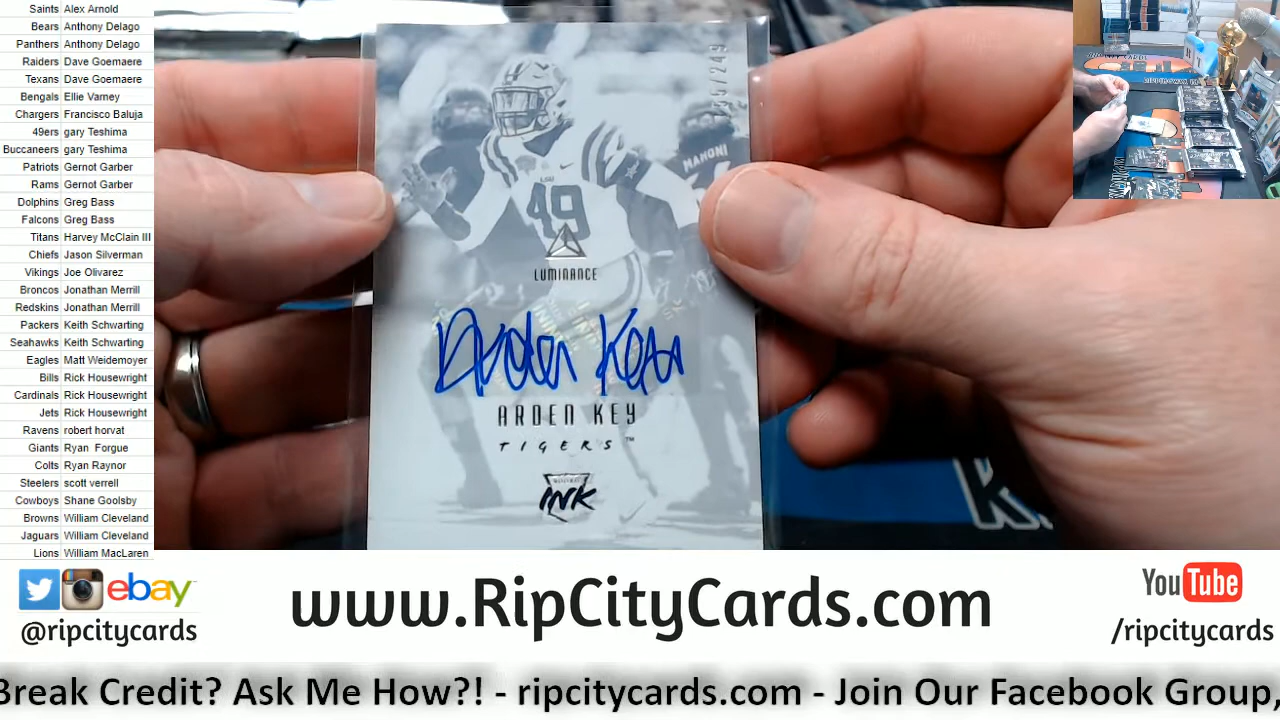 Saints Alex Arnold
Bears Anthony Delago
Panthers Anthony Delago
Raiders Dave Goemaere
Texans Dave Goemaere
Bengals Ellie Varney
Chargers Francisco Baluja
49ers gary Teshima
Buccaneers gary Teshima
Patriots Gernot Garber
Rams Gernot Garber
Dolphins Greg Bass
Falcons Greg Bass
Titans Harvey McClain III
Chiefs Jason Silverman
Vikings Joe Olivarez
Broncos Jonathan Merrill
Redskins Jonathan Merrill
Packers Keith Schwarting
Seahawks Keith Schwarting
Eagles Matt Weidemoyer
Bills Rick Housewright
Cardinals Rick Housewright
Jets Rick Housewright
Ravens robert horvat
Giants Ryan Forgue
Colts Ryan Raynor
Steelers scott verrell
Cowboys Shane Goolsby
Browns William Cleveland
Jaguars William Cleveland
Lions William MacLaren
MAHONI
LSU
49
LUMINANCE
Arden Key
ARDEN KEY
TIGERS™
INK
ebay
@ripcitycards
www.RipCityCards.com
YouTube
/ripcitycards
Break Credit? Ask Me How?! - ripcitycards.com - Join Our Facebook Group,